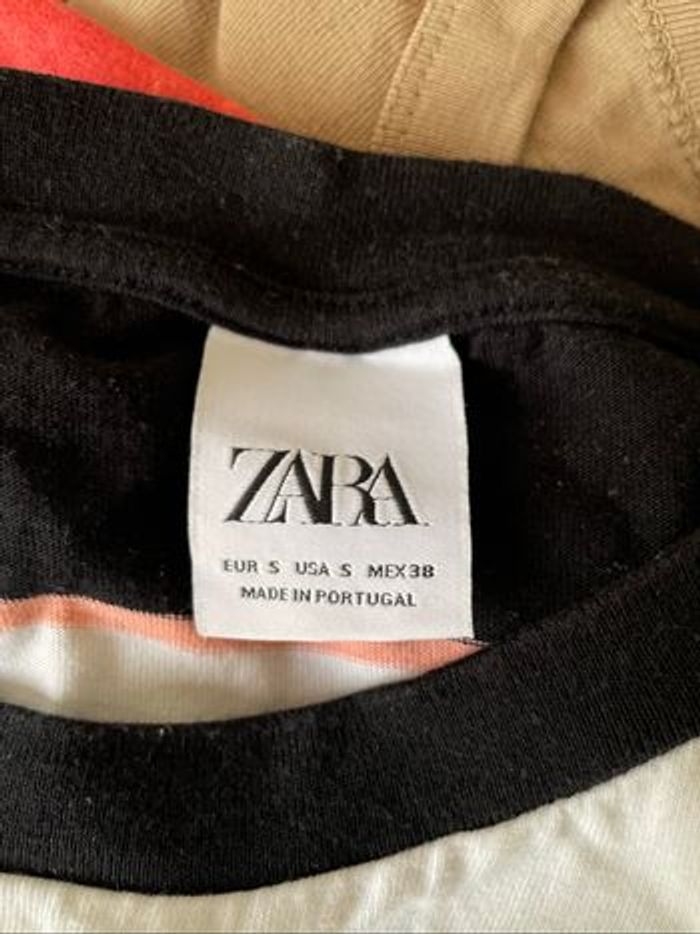 ZARA
EUR S USA S MEX 38
MADE IN PORTUGAL